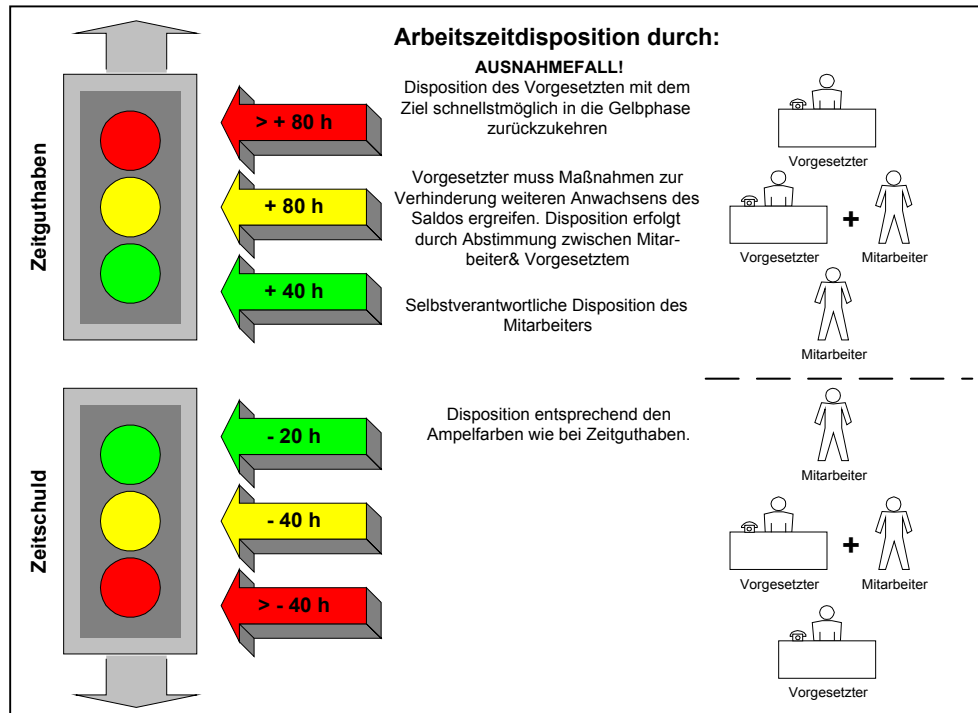 Arbeitszeitdisposition durch:
AUSNAHMEFALL!
Disposition des Vorgesetzten mit dem
Ziel schnellstmöglich in die Gelbphase
zurückzukehren
Zeitguthaben
> + 80 h
Vorgesetzter
Vorgesetzter muss Maßnahmen zur
Verhinderung weiteren Anwachsens des
Saldos ergreifen. Disposition erfolgt
durch Abstimmung zwischen Mitar-
beiter& Vorgesetztem
+ 80 h
+
Vorgesetzter
Mitarbeiter
+ 40 h
Selbstverantwortliche Disposition des
Mitarbeiters
Mitarbeiter
Zeitschuld
- 20 h
Disposition entsprechend den
Ampelfarben wie bei Zeitguthaben.
Mitarbeiter
- 40 h
+
Vorgesetzter
Mitarbeiter
> - 40 h
Vorgesetzter